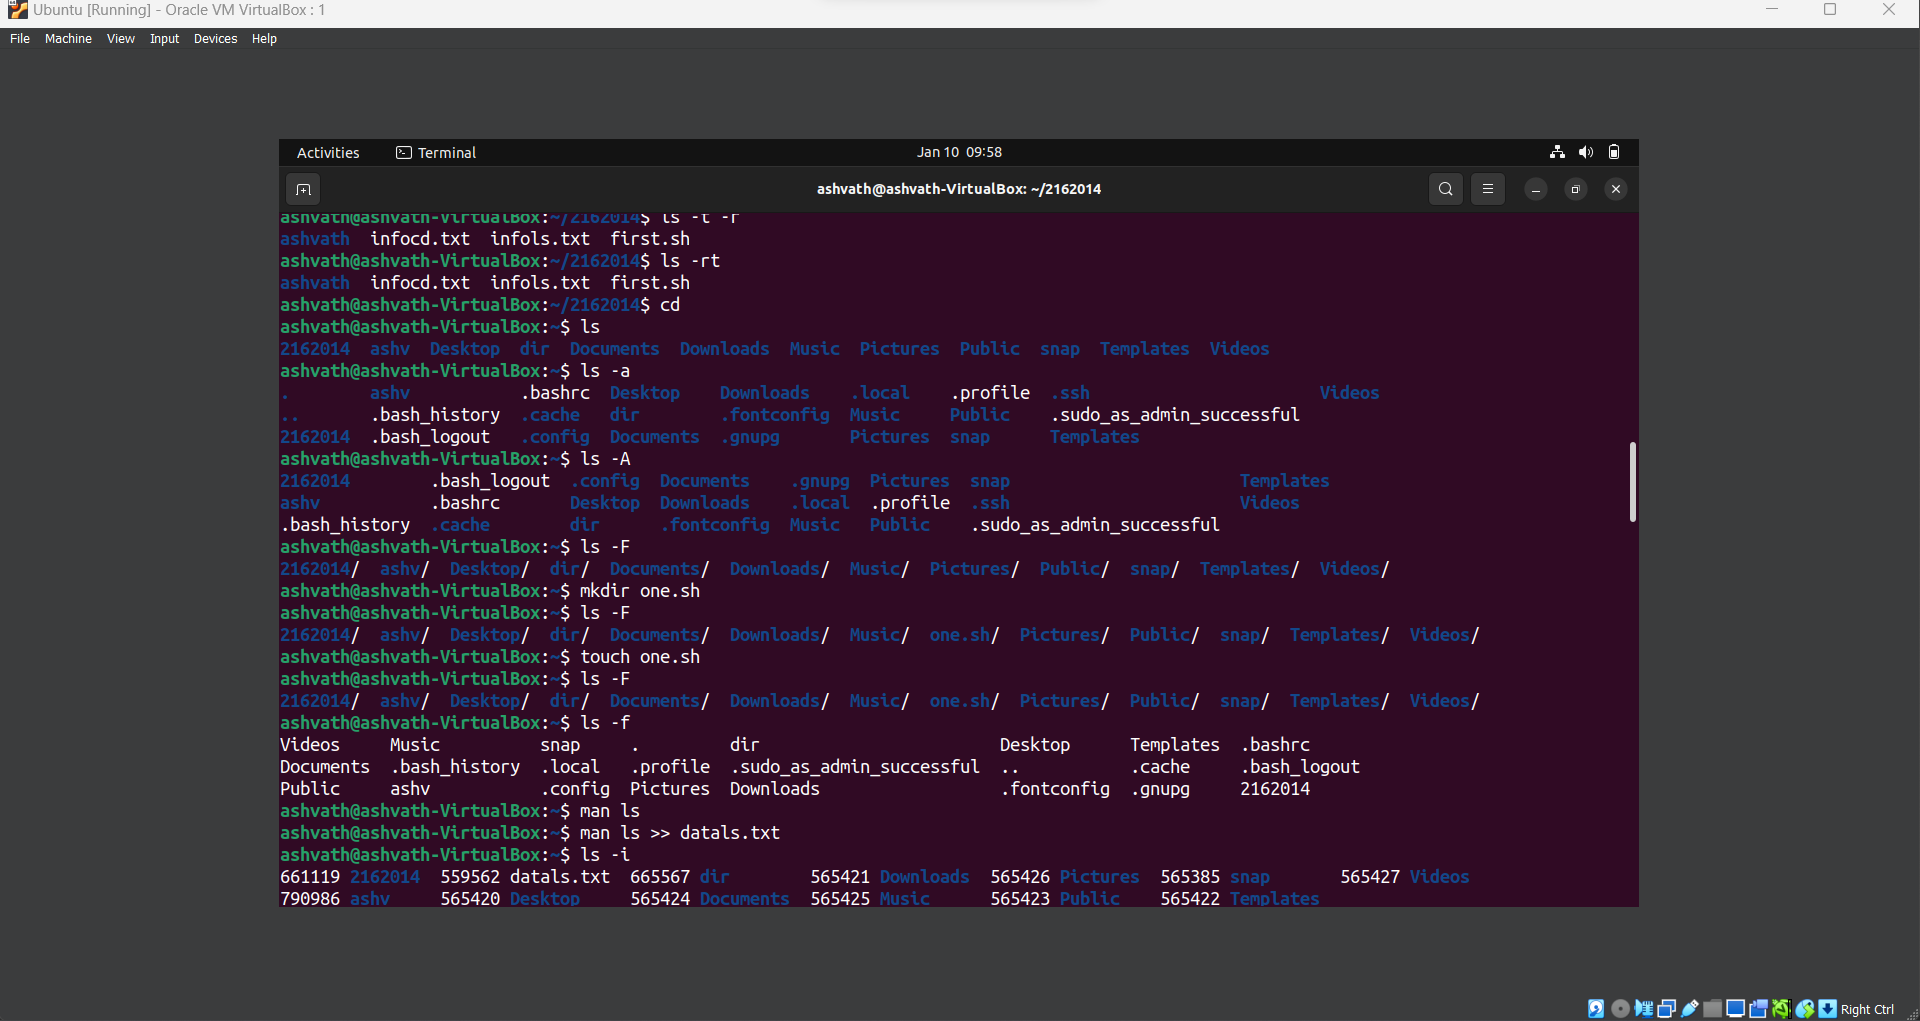 Ubuntu [Running] - Oracle VM VirtualBox : 1
File Machine View Input Devices Help
Activities Terminal Jan 10 09:58
ashvath@ashvath-VirtualBox: ~/2162014
ashvath@ashvath-VirtualBox:~/2162014$ ls -t -r
ashvath infocd.txt infols.txt first.sh
ashvath@ashvath-VirtualBox:~/2162014$ ls -rt
ashvath infocd.txt infols.txt first.sh
ashvath@ashvath-VirtualBox:~/2162014$ cd
ashvath@ashvath-VirtualBox:~$ ls
2162014 ashv Desktop dir Documents Downloads Music Pictures Public snap Templates Videos
ashvath@ashvath-VirtualBox:~$ ls -a
. ashv .bashrc Desktop Downloads .local .profile .ssh Videos
.. .bash_history .cache dir .fontconfig Music Public .sudo_as_admin_successful
2162014 .bash_logout .config Documents .gnupg Pictures snap Templates
ashvath@ashvath-VirtualBox:~$ ls -A
2162014 .bash_logout .config Documents .gnupg Pictures snap Templates
ashv .bashrc Desktop Downloads .local .profile .ssh Videos
.bash_history .cache dir .fontconfig Music Public .sudo_as_admin_successful
ashvath@ashvath-VirtualBox:~$ ls -F
2162014/ ashv/ Desktop/ dir/ Documents/ Downloads/ Music/ Pictures/ Public/ snap/ Templates/ Videos/
ashvath@ashvath-VirtualBox:~$ mkdir one.sh
ashvath@ashvath-VirtualBox:~$ ls -F
2162014/ ashv/ Desktop/ dir/ Documents/ Downloads/ Music/ one.sh/ Pictures/ Public/ snap/ Templates/ Videos/
ashvath@ashvath-VirtualBox:~$ touch one.sh
ashvath@ashvath-VirtualBox:~$ ls -F
2162014/ ashv/ Desktop/ dir/ Documents/ Downloads/ Music/ one.sh/ Pictures/ Public/ snap/ Templates/ Videos/
ashvath@ashvath-VirtualBox:~$ ls -f
Videos Music snap . dir Desktop Templates .bashrc
Documents .bash_history .local .profile .sudo_as_admin_successful .. .cache .bash_logout
Public ashv .config Pictures Downloads .fontconfig .gnupg 2162014
ashvath@ashvath-VirtualBox:~$ man ls
ashvath@ashvath-VirtualBox:~$ man ls >> datals.txt
ashvath@ashvath-VirtualBox:~$ ls -i
661119 2162014 559562 datals.txt 665567 dir 565421 Downloads 565426 Pictures 565385 snap 565427 Videos
790986 ashv 565420 Desktop 565424 Documents 565425 Music 565423 Public 565422 Templates
Right Ctrl